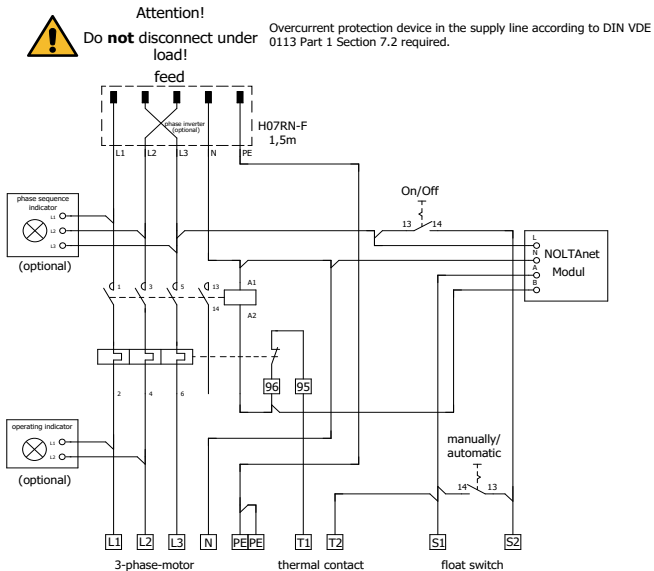 Attention!
Do not disconnect under
load!
Overcurrent protection device in the supply line according to DIN VDE
0113 Part 1 Section 7.2 required.
feed
phase inverter
(optional)
H07RN-F
1,5m
L1 L2 L3 N PE
phase sequence
indicator
L1
L2
L3
(optional)
On/Off
13 14
L
N
A
B
NOLTAnet
Modul
1 3 5 13
14
A1
A2
96 95
2 4 6
operating indicator
L1
L2
(optional)
manually/
automatic
14 13
L1 L2 L3 N PE PE T1 T2 S1 S2
3-phase-motor thermal contact float switch